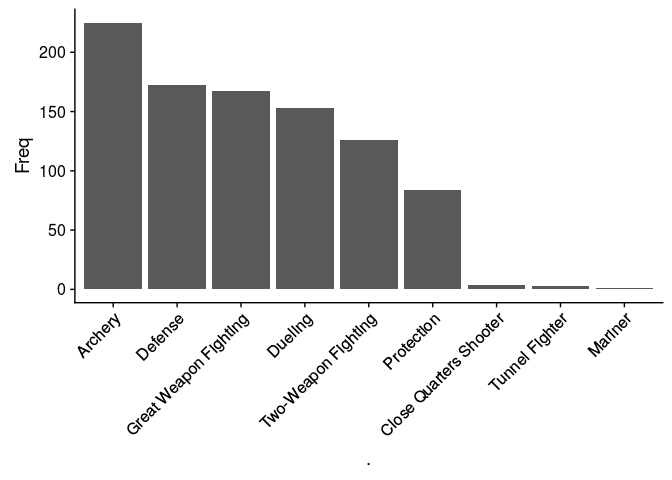 Freq
200
150
100
50
0
Archery
Defense
Great Weapon Fighting
Dueling
Two-Weapon Fighting
Protection
Close Quarters Shooter
Tunnel Fighter
Mariner
.